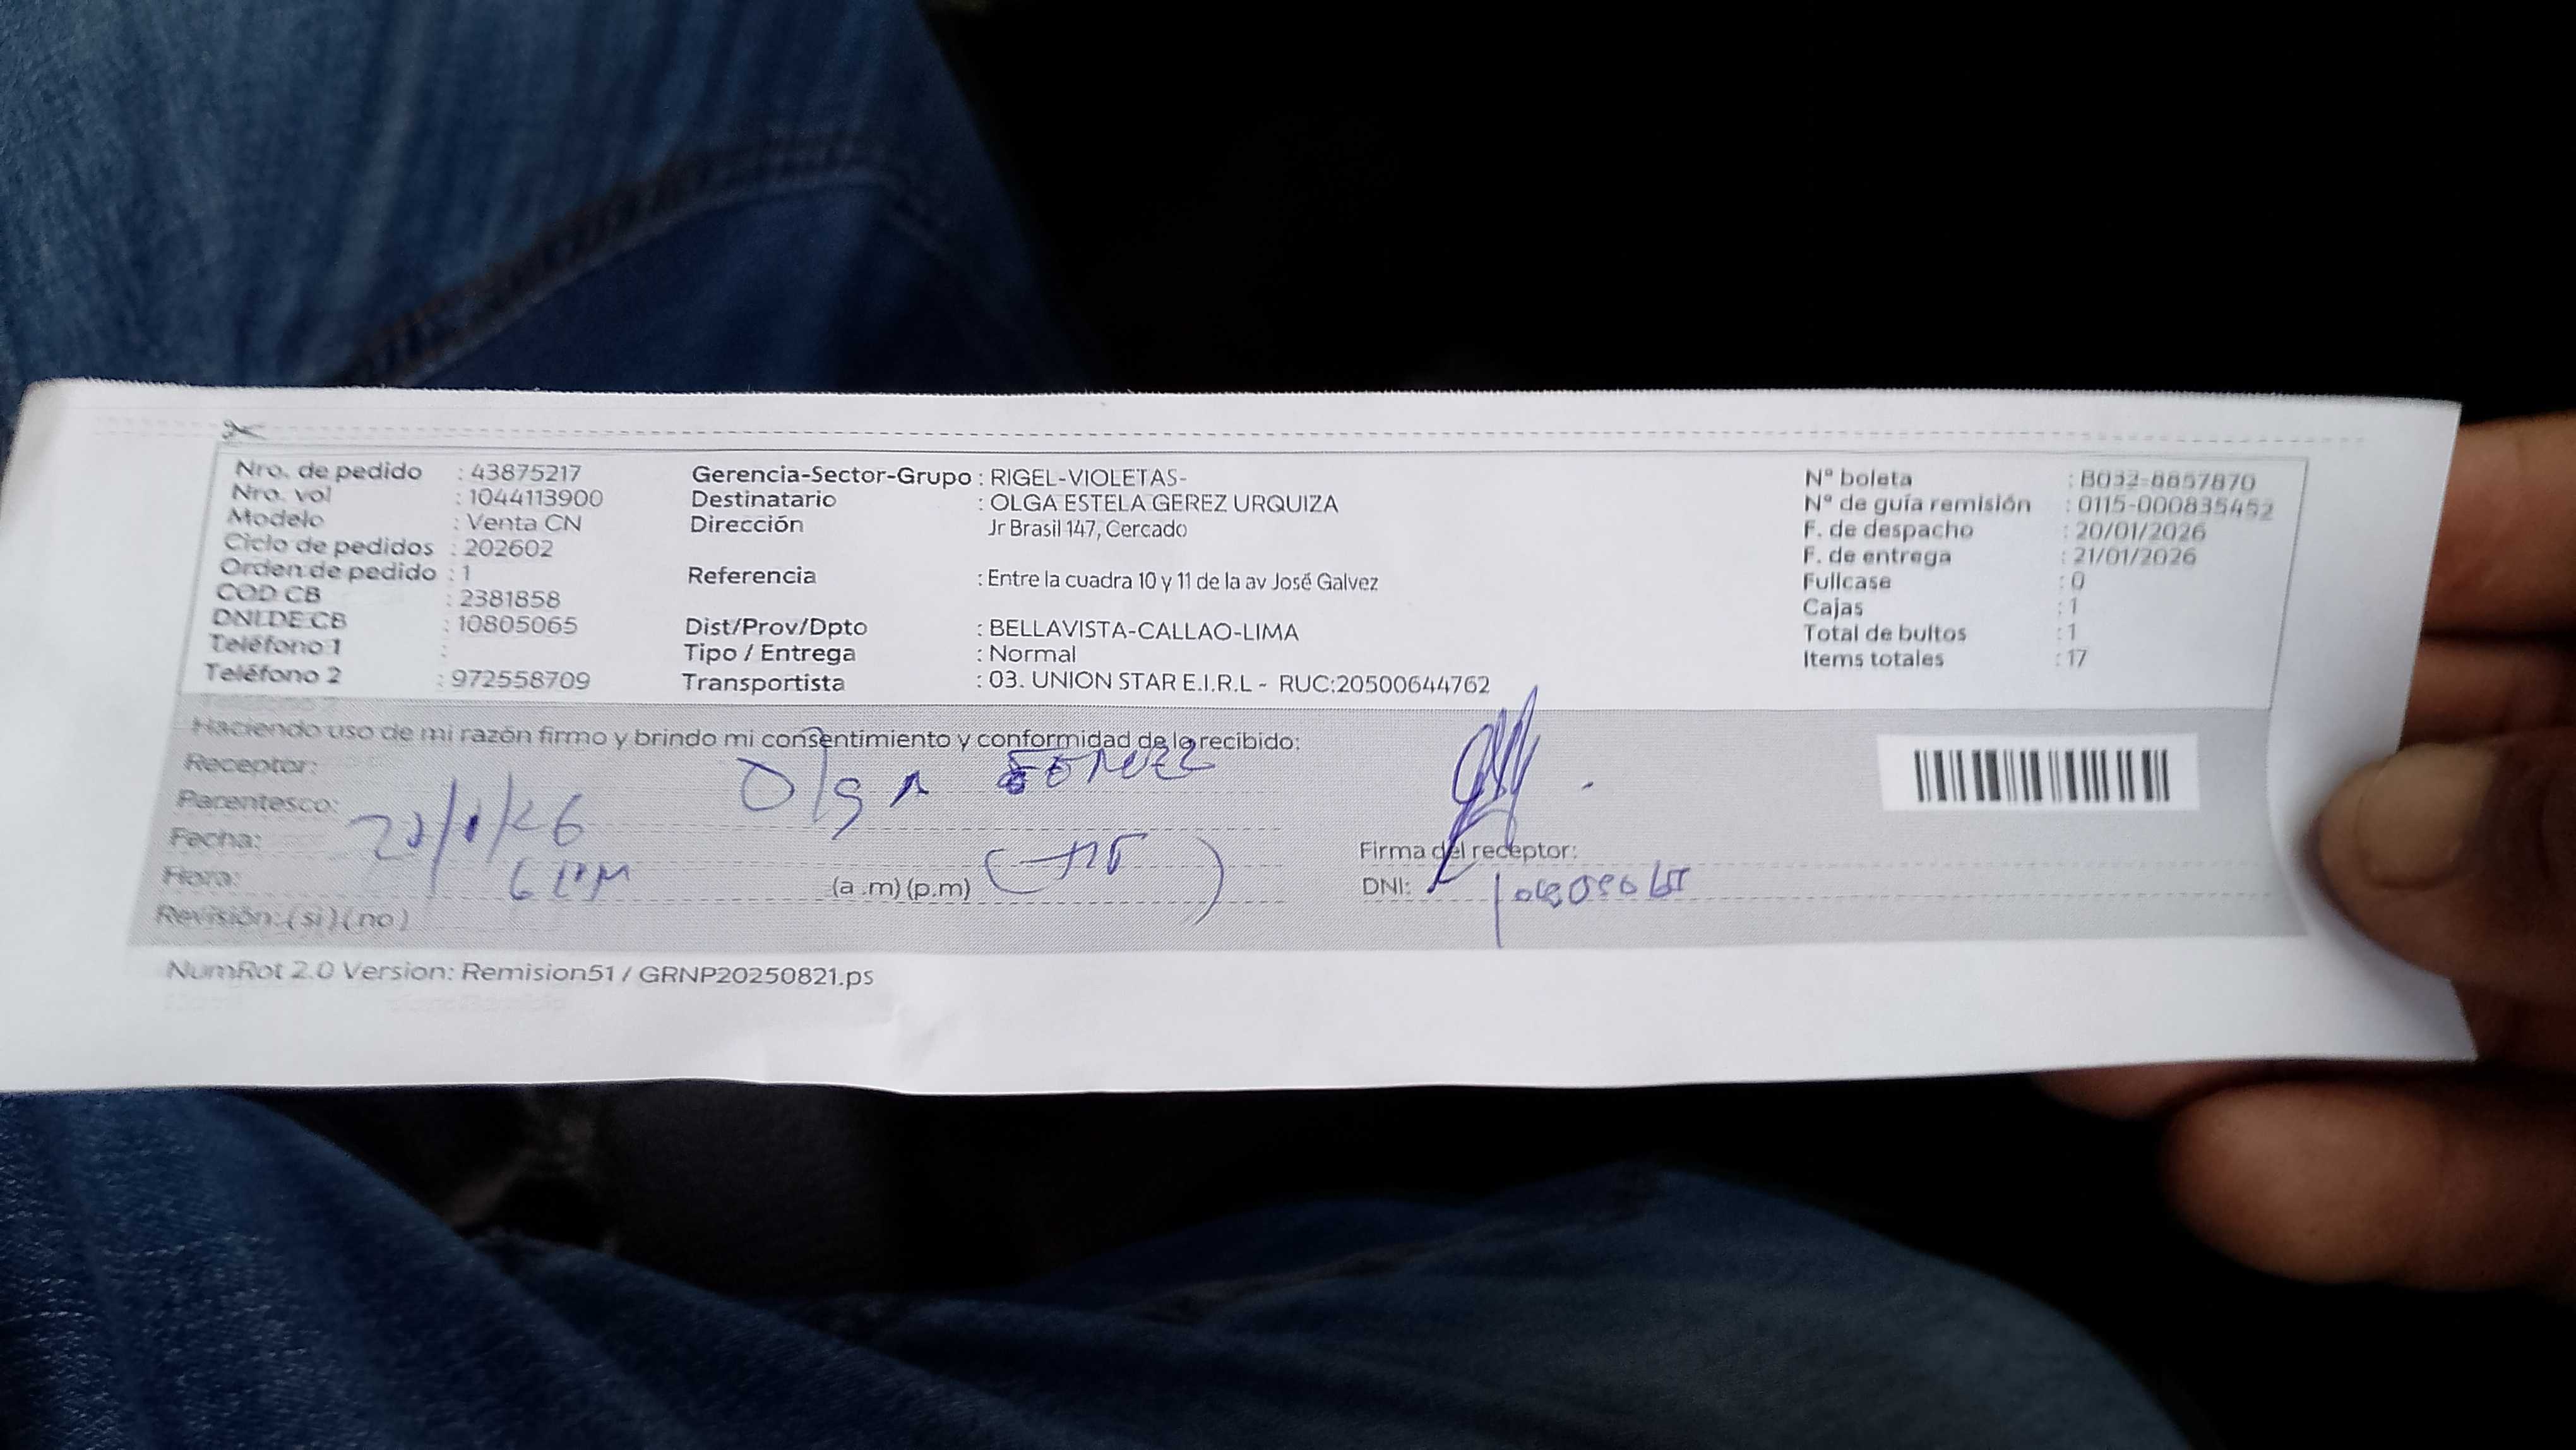 Nro. de pedido : 43875217
Nro. vol : 1044113900
Modelo : Venta CN
Ciclo de pedidos : 202602
Orden de pedido : 1
COD CB : 2381858
DNI DE CB : 10805065
Teléfono 1 :
Teléfono 2 : 972558709
Gerencia-Sector-Grupo : RIGEL-VIOLETAS-
Destinatario : OLGA ESTELA GEREZ URQUIZA
Dirección Jr Brasil 147, Cercado
Referencia : Entre la cuadra 10 y 11 de la av José Galvez
Dist/Prov/Dpto : BELLAVISTA-CALLAO-LIMA
Tipo / Entrega : Normal
Transportista : 03. UNION STAR E.I.R.L - RUC:20500644762
Nº boleta : B032-8857870
Nº de guía remisión : 0115-000835452
F. de despacho : 20/01/2026
F. de entrega : 21/01/2026
Fullcase : 0
Cajas : 1
Total de bultos : 1
Items totales : 17
Haciendo uso de mi razón firmo y brindo mi consentimiento y conformidad de lo recibido:
Receptor: Olga
Parentesco:
Fecha:
Hora: (a .m) (p.m)
Revisión: ( si ) ( no )
Firma del receptor:
DNI:
NumRot 2.0 Version: Remision51 / GRNP20250821.ps